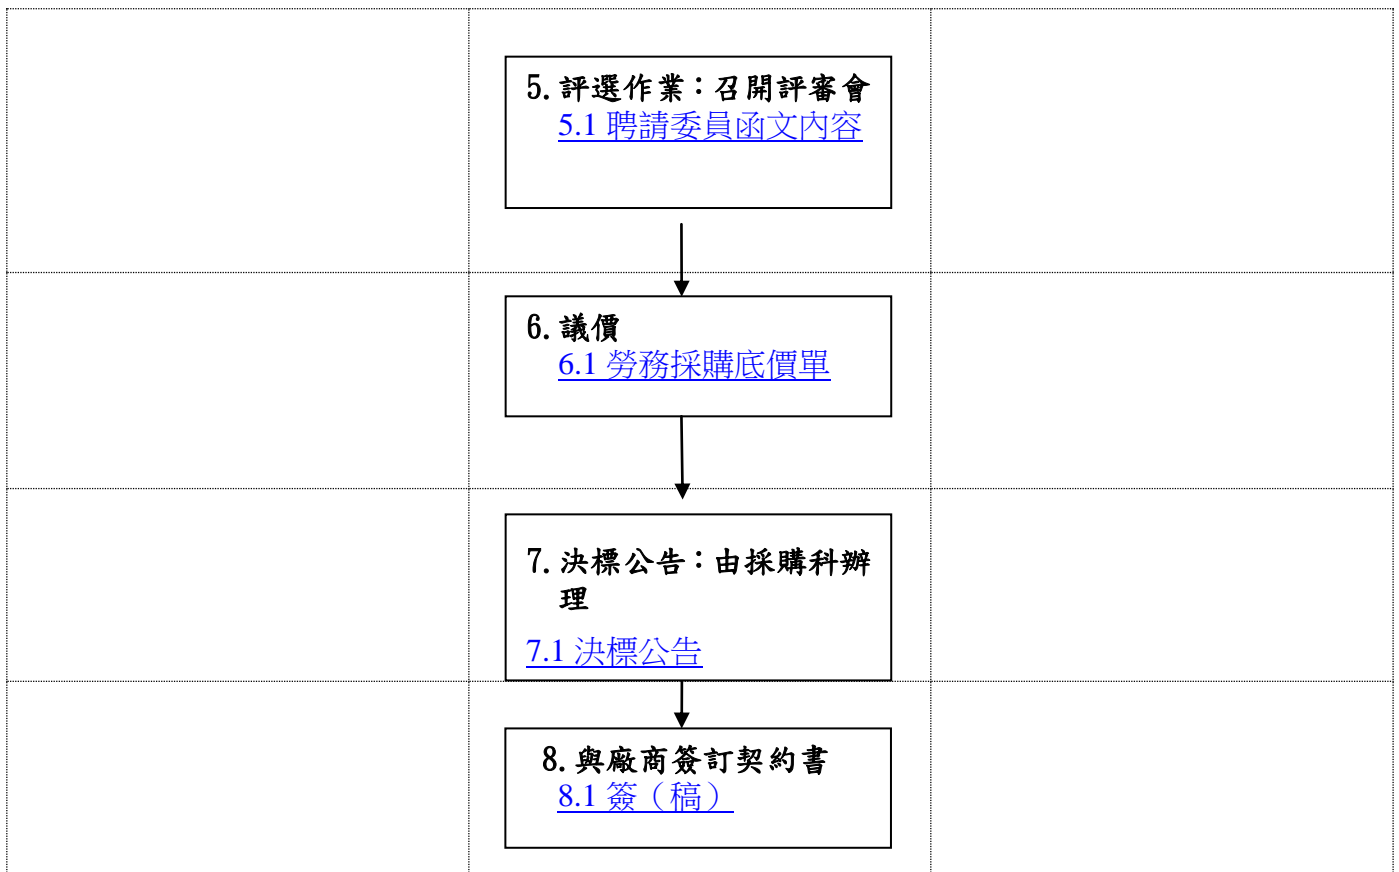 5.評選作業：召開評審會
5.1 聘請委員函文內容
6.議價
6.1 勞務採購底價單
7.決標公告：由採購科辦
理
7.1 決標公告
8.與廠商簽訂契約書
8.1 簽（稿）